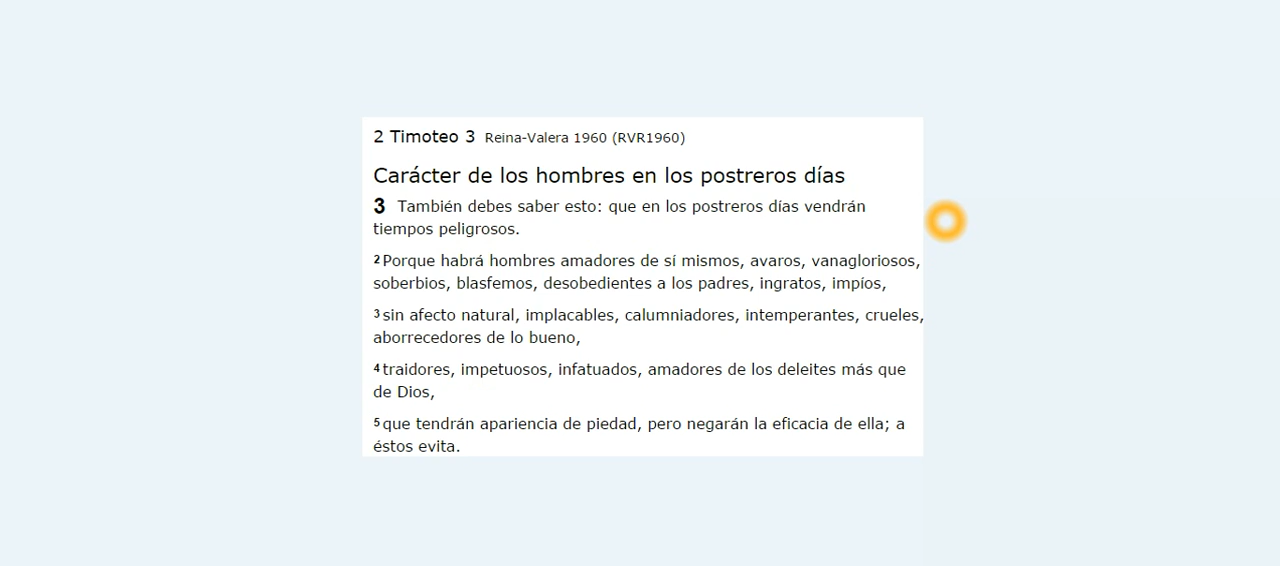 2 Timoteo 3 Reina-Valera 1960 (RVR1960)
Carácter de los hombres en los postreros días
3 También debes saber esto: que en los postreros días vendrán
tiempos peligrosos.
2 Porque habrá hombres amadores de sí mismos, avaros, vanagloriosos,
soberbios, blasfemos, desobedientes a los padres, ingratos, impíos,
3 sin afecto natural, implacables, calumniadores, intemperantes, crueles,
aborrecedores de lo bueno,
4 traidores, impetuosos, infatuados, amadores de los deleites más que
de Dios,
5 que tendrán apariencia de piedad, pero negarán la eficacia de ella; a
éstos evita.